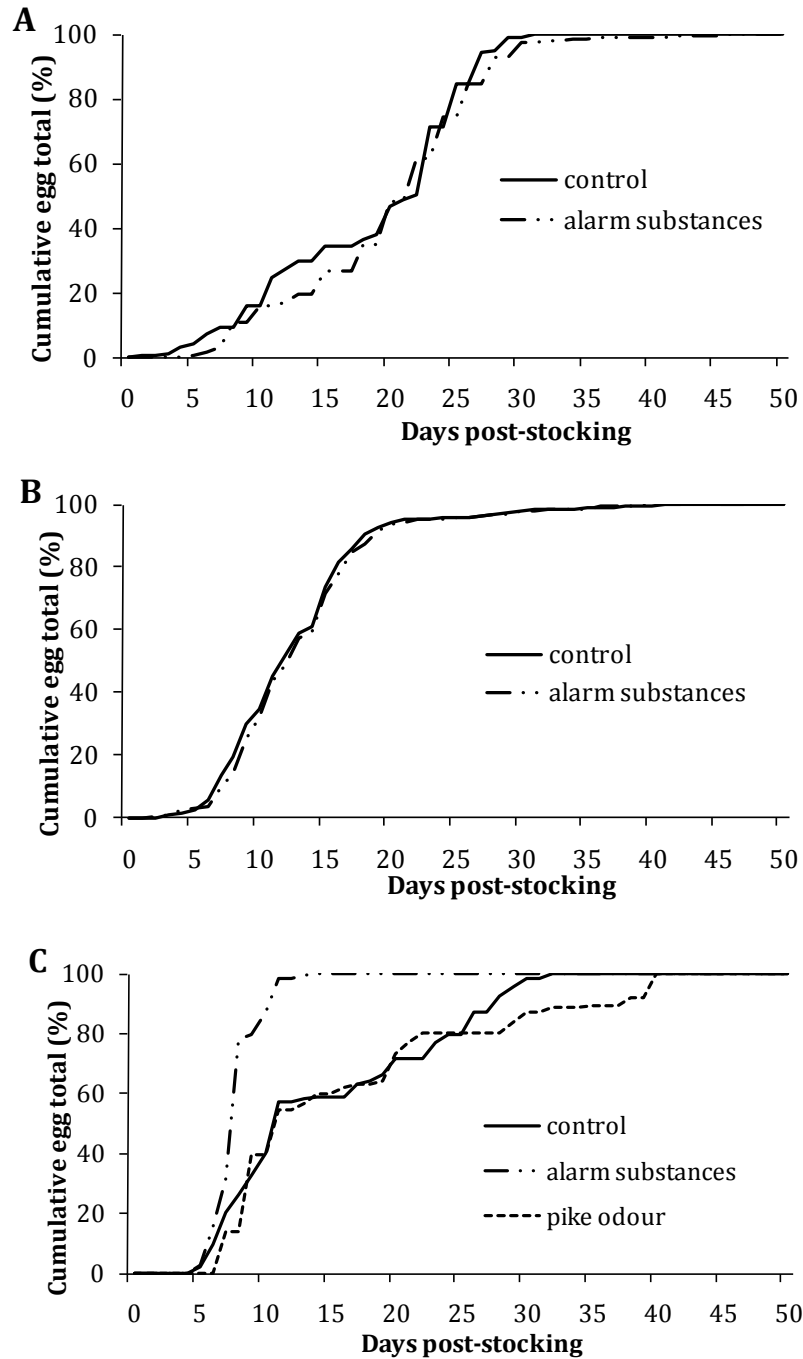 A
Cumulative egg total (%)
100
80
60
40
20
0
control
alarm substances
0 5 10 15 20 25 30 35 40 45 50
Days post-stocking
B
Cumulative egg total (%)
100
80
60
40
20
0
control
alarm substances
0 5 10 15 20 25 30 35 40 45 50
Days post-stocking
C
Cumulative egg total (%)
100
80
60
40
20
0
control
alarm substances
pike odour
0 5 10 15 20 25 30 35 40 45 50
Days post-stocking